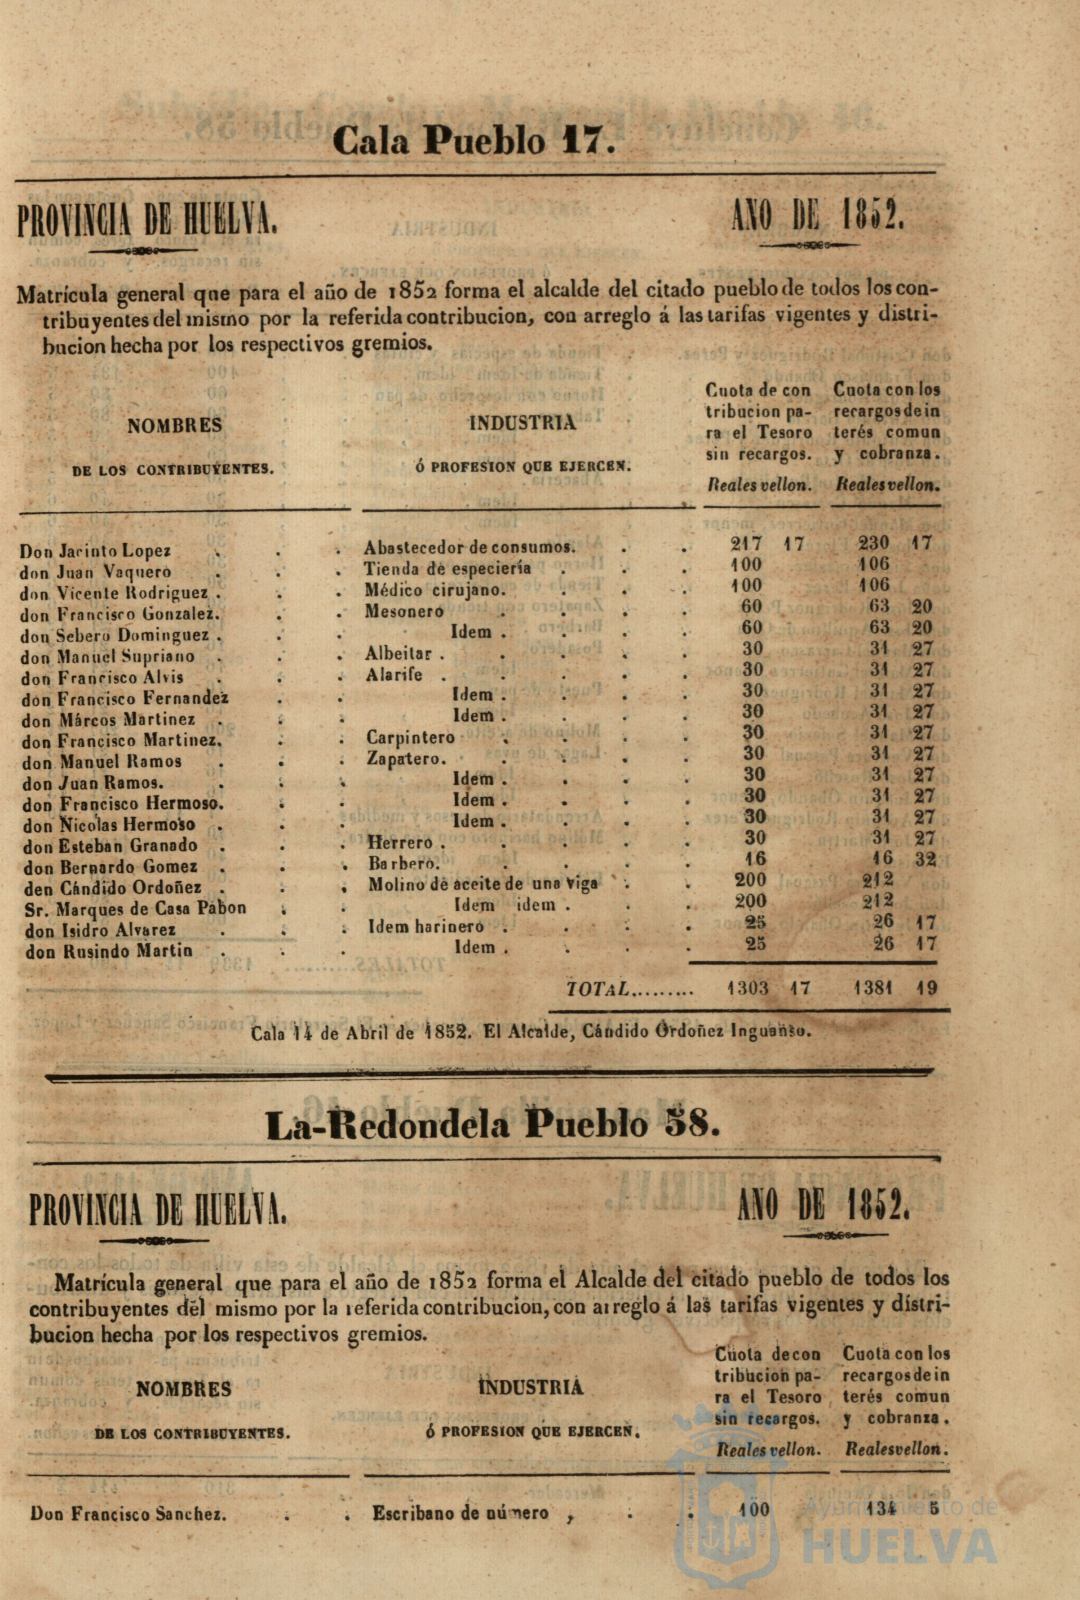 Cala Pueblo 17.
PROVINCIA DE HUELVA. AÑO DE 1852.
Matrícula general qne para el año de 1852 forma el alcalde del citado pueblo de todos los con-
tribuyentes del mismo por la referida contribucion, con arreglo á las tarifas vigentes y distri-
bucion hecha por los respectivos gremios.
NOMBRES DE LOS CONTRIBUYENTES.
INDUSTRIA Ó PROFESION QUE EJERCEN.
Cuota de con
tribucion pa-
ra el Tesoro
sin recargos.
Reales vellon.
Cuota con los
recargos de in
terés comun
y cobranza.
Reales vellon.
Don Jacinto Lopez . . . Abastecedor de consumos. . . 217 17 230 17
don Juan Vaquero . . . Tienda de especiería . . . 100 106
don Vicente Rodriguez . . . Médico cirujano. . . . 100 106
don Francisco Gonzalez. . . Mesonero . . . . 60 63 20
don Sebero Dominguez . . . Idem . . . . 60 63 20
don Manuel Supriano . . . Albeitar . . . . . 30 31 27
don Francisco Alvis . . . Alarife . . . . . 30 31 27
don Francisco Fernandez . . Idem . . . . 30 31 27
don Márcos Martinez . . . Idem . . . . 30 31 27
don Francisco Martinez. . . Carpintero . . . . 30 31 27
don Manuel Ramos . . . Zapatero. . . . . 30 31 27
don Juan Ramos. . . . Idem . . . . 30 31 27
don Francisco Hermoso. . . Idem . . . . 30 31 27
don Nicolas Hermoso . . . Idem . . . . 30 31 27
don Esteban Granado . . . Herrero . . . . . 30 31 27
don Bernardo Gomez . . . Barbero. . . . . 16 16 32
den Cándido Ordoñez . . . Molino de aceite de una viga . . 200 212
Sr. Marques de Casa Pabon . . Idem idem . . . 200 212
don Isidro Alvarez . . . Idem harinero . . . . 25 26 17
don Rusindo Martin . . . Idem . . . . 25 26 17
TOTAL........ 1303 17 1381 19
Cala 14 de Abril de 1852. El Alcalde, Cándido Ordoñez Inguanso.
La-Redondela Pueblo 58.
PROVINCIA DE HUELVA. AÑO DE 1852.
Matrícula general que para el año de 1852 forma el Alcalde del citado pueblo de todos los
contribuyentes del mismo por la referida contribucion, con arreglo á las tarifas vigentes y distri-
bucion hecha por los respectivos gremios.
NOMBRES DE LOS CONTRIBUYENTES.
INDUSTRIA Ó PROFESION QUE EJERCEN.
Cuota de con
tribucion pa-
ra el Tesoro
sin recargos.
Reales vellon.
Cuota con los
recargos de in
terés comun
y cobranza.
Reales vellon.
Don Francisco Sanchez. . . Escribano de número , . . 100 134 5
Ayuntamiento de
HUELVA